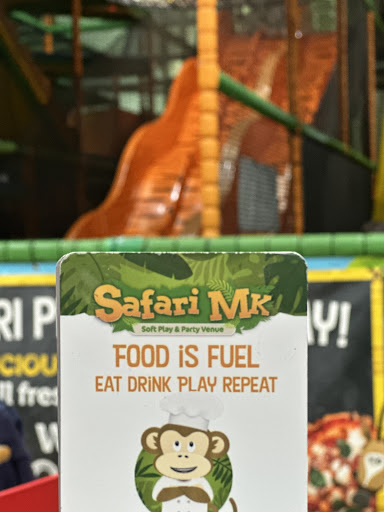 Safari MK
Soft Play & Party Venue
FOOD iS FUEL
EAT DRiNK PLAY REPEAT
Y!